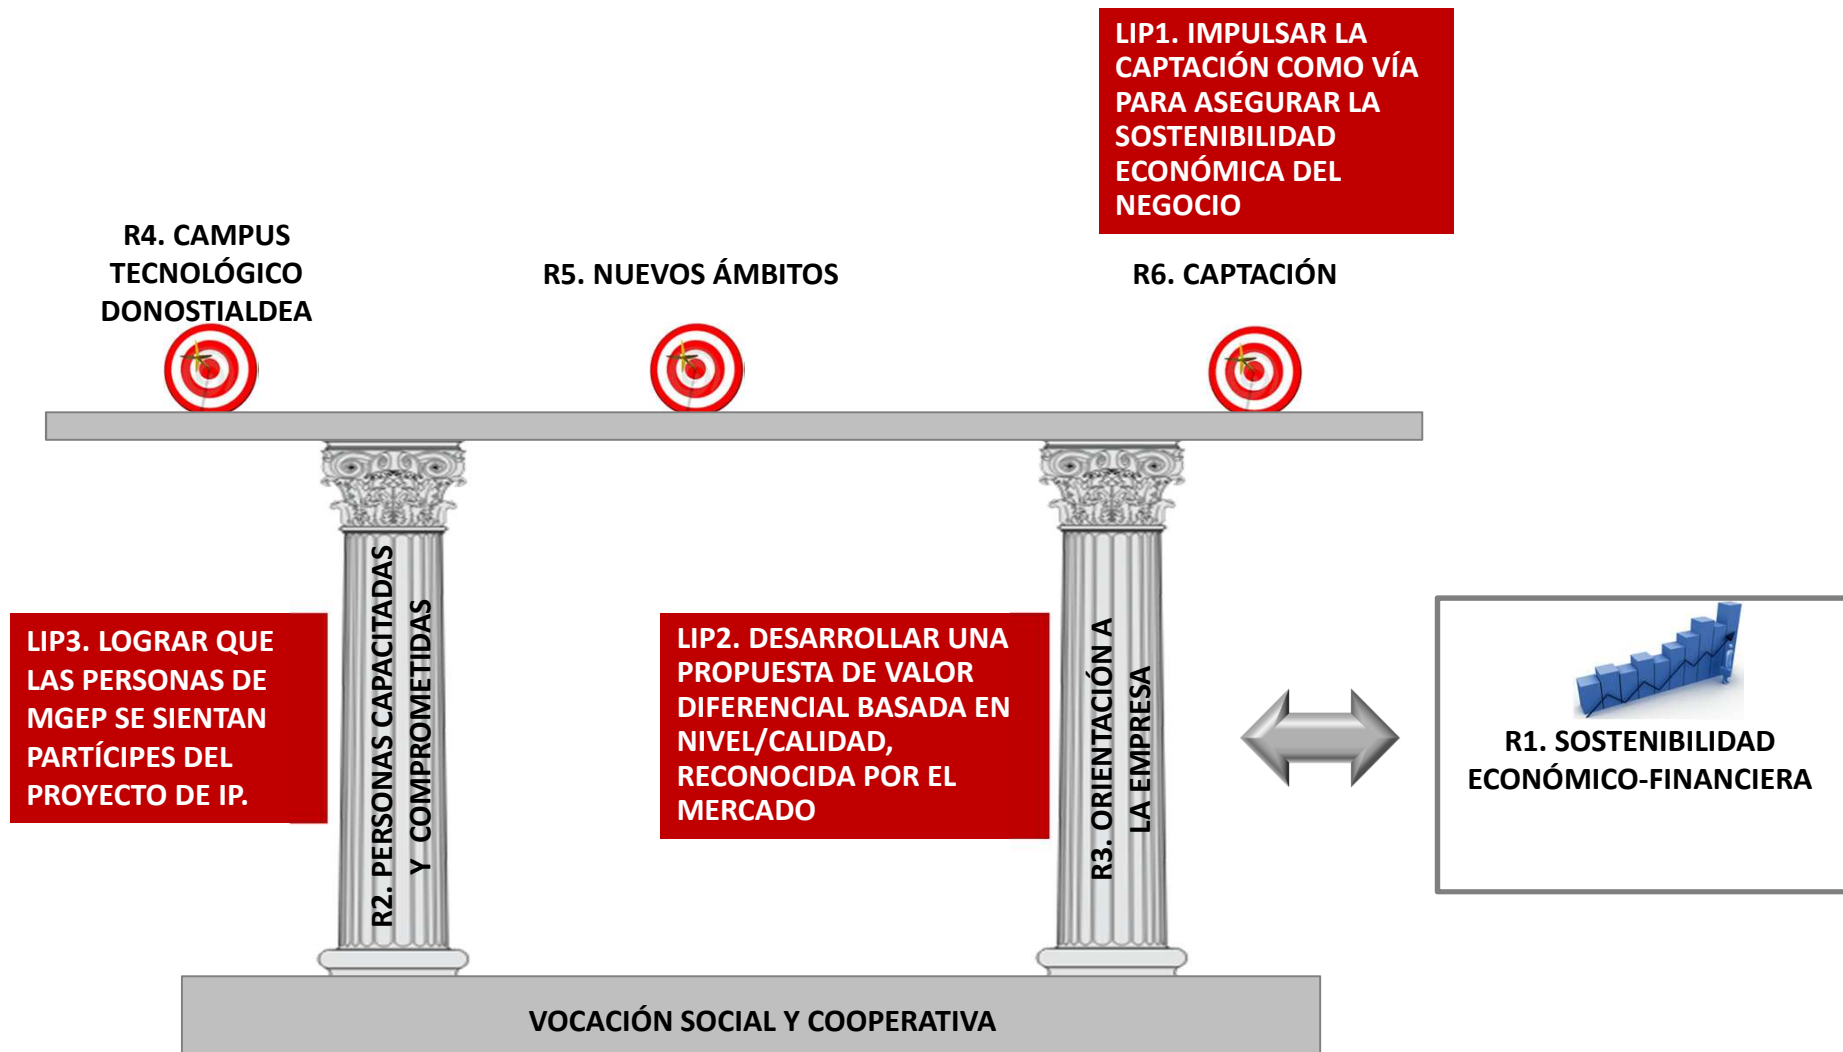 LIP1. IMPULSAR LA
CAPTACIÓN COMO VÍA
PARA ASEGURAR LA
SOSTENIBILIDAD
ECONÓMICA DEL
NEGOCIO
R4. CAMPUS
TECNOLÓGICO
DONOSTIALDEA
R5. NUEVOS ÁMBITOS
R6. CAPTACIÓN
LIP3. LOGRAR QUE
LAS PERSONAS DE
MGEP SE SIENTAN
PARTÍCIPES DEL
PROYECTO DE IP.
R2. PERSONAS CAPACITADAS
Y COMPROMETIDAS
LIP2. DESARROLLAR UNA
PROPUESTA DE VALOR
DIFERENCIAL BASADA EN
NIVEL/CALIDAD,
RECONOCIDA POR EL
MERCADO
R3. ORIENTACIÓN A
LA EMPRESA
R1. SOSTENIBILIDAD
ECONÓMICO-FINANCIERA
VOCACIÓN SOCIAL Y COOPERATIVA